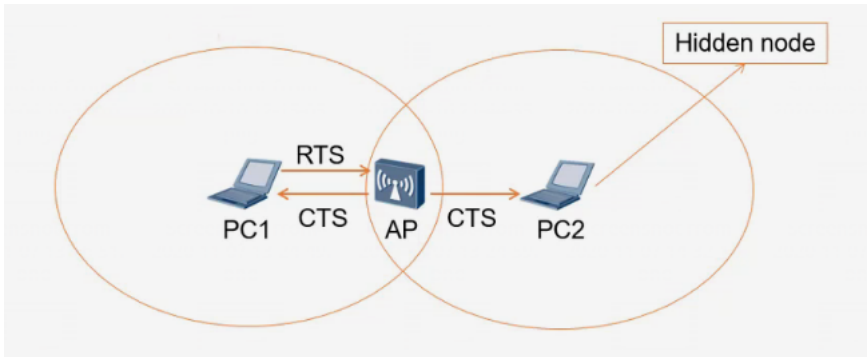 Hidden node
RTS
CTS
CTS
PC1
AP
PC2